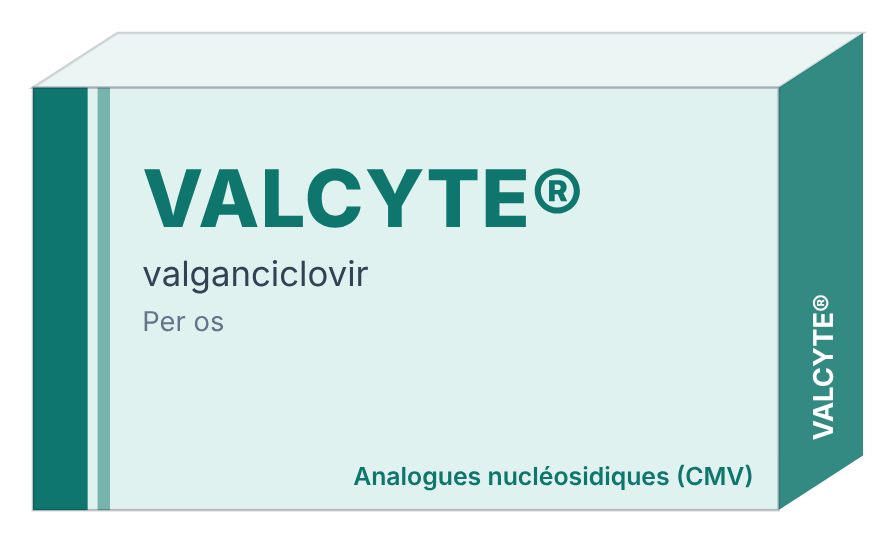 VALCYTE®
valganciclovir
Per os
Analogues nucléosidiques (CMV)
VALCYTE®